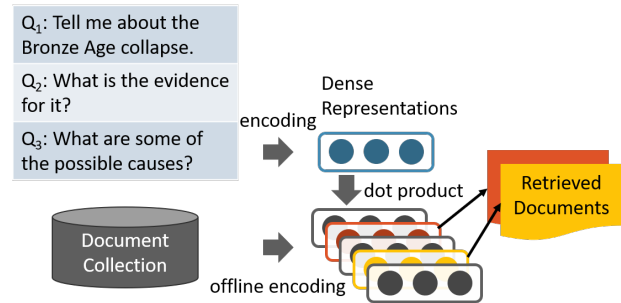 Q₁: Tell me about the
Bronze Age collapse.
Q₂: What is the evidence
for it?
Q₃: What are some of
the possible causes?
encoding
Dense
Representations
dot product
Retrieved
Documents
Document
Collection
offline encoding